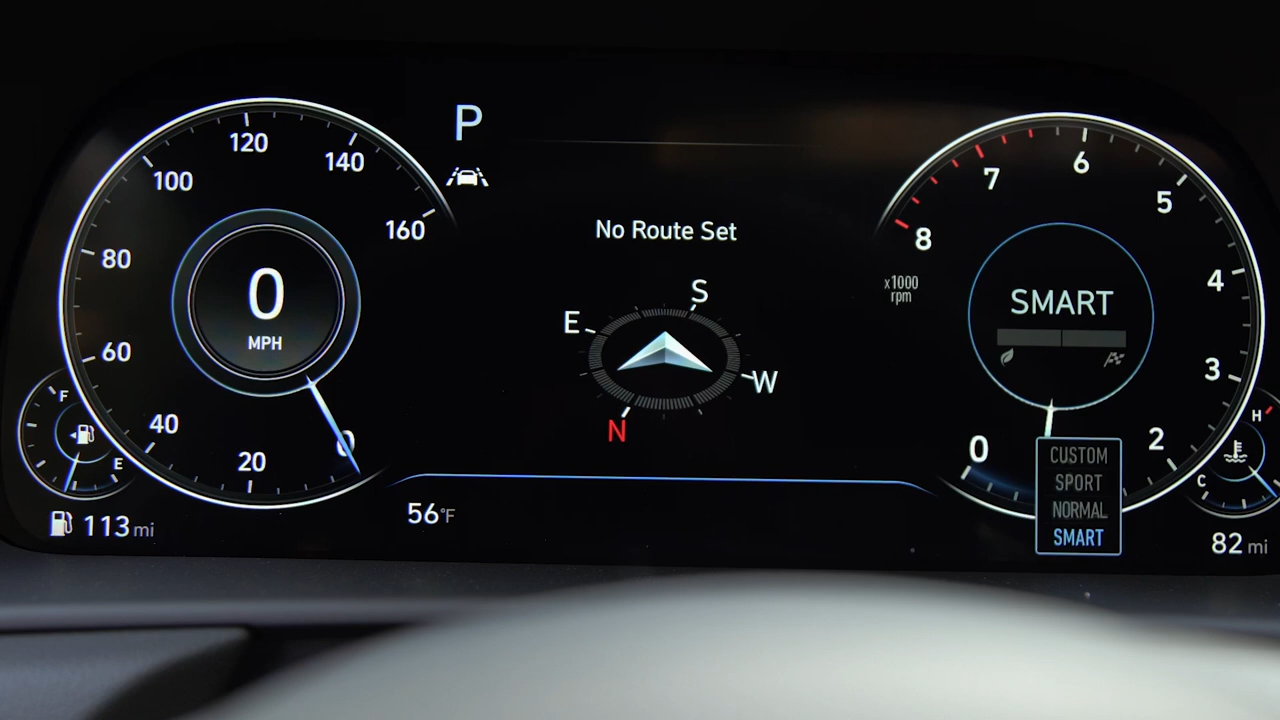 P
120
140
100
160
80
60
40
20
0
0
MPH
F
E
113 mi
No Route Set
S
E
W
N
56°F
6
7
5
8
4
x1000
rpm
3
2
0
SMART
CUSTOM
SPORT
NORMAL
SMART
H
C
82 mi